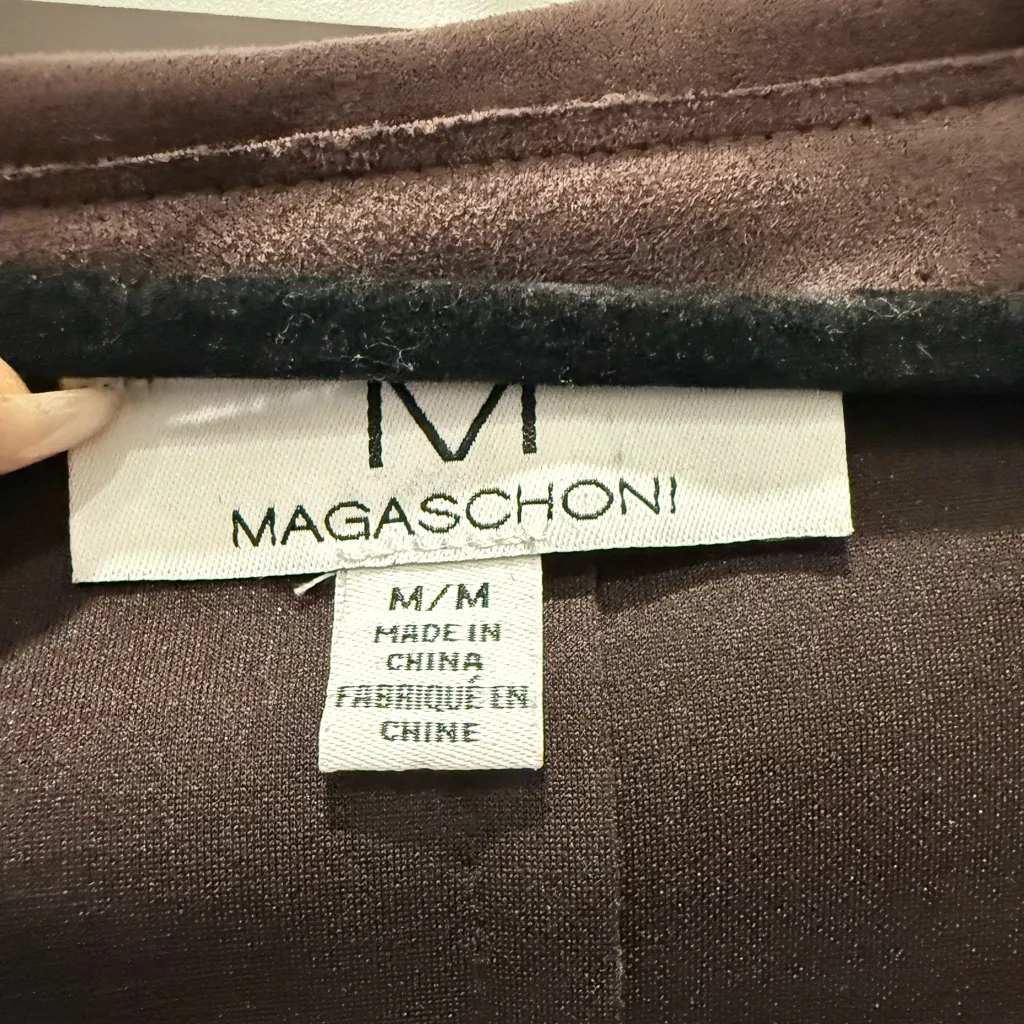 M
MAGASCHONI
M/M
MADE IN
CHINA
FABRIQUÉ EN
CHINE